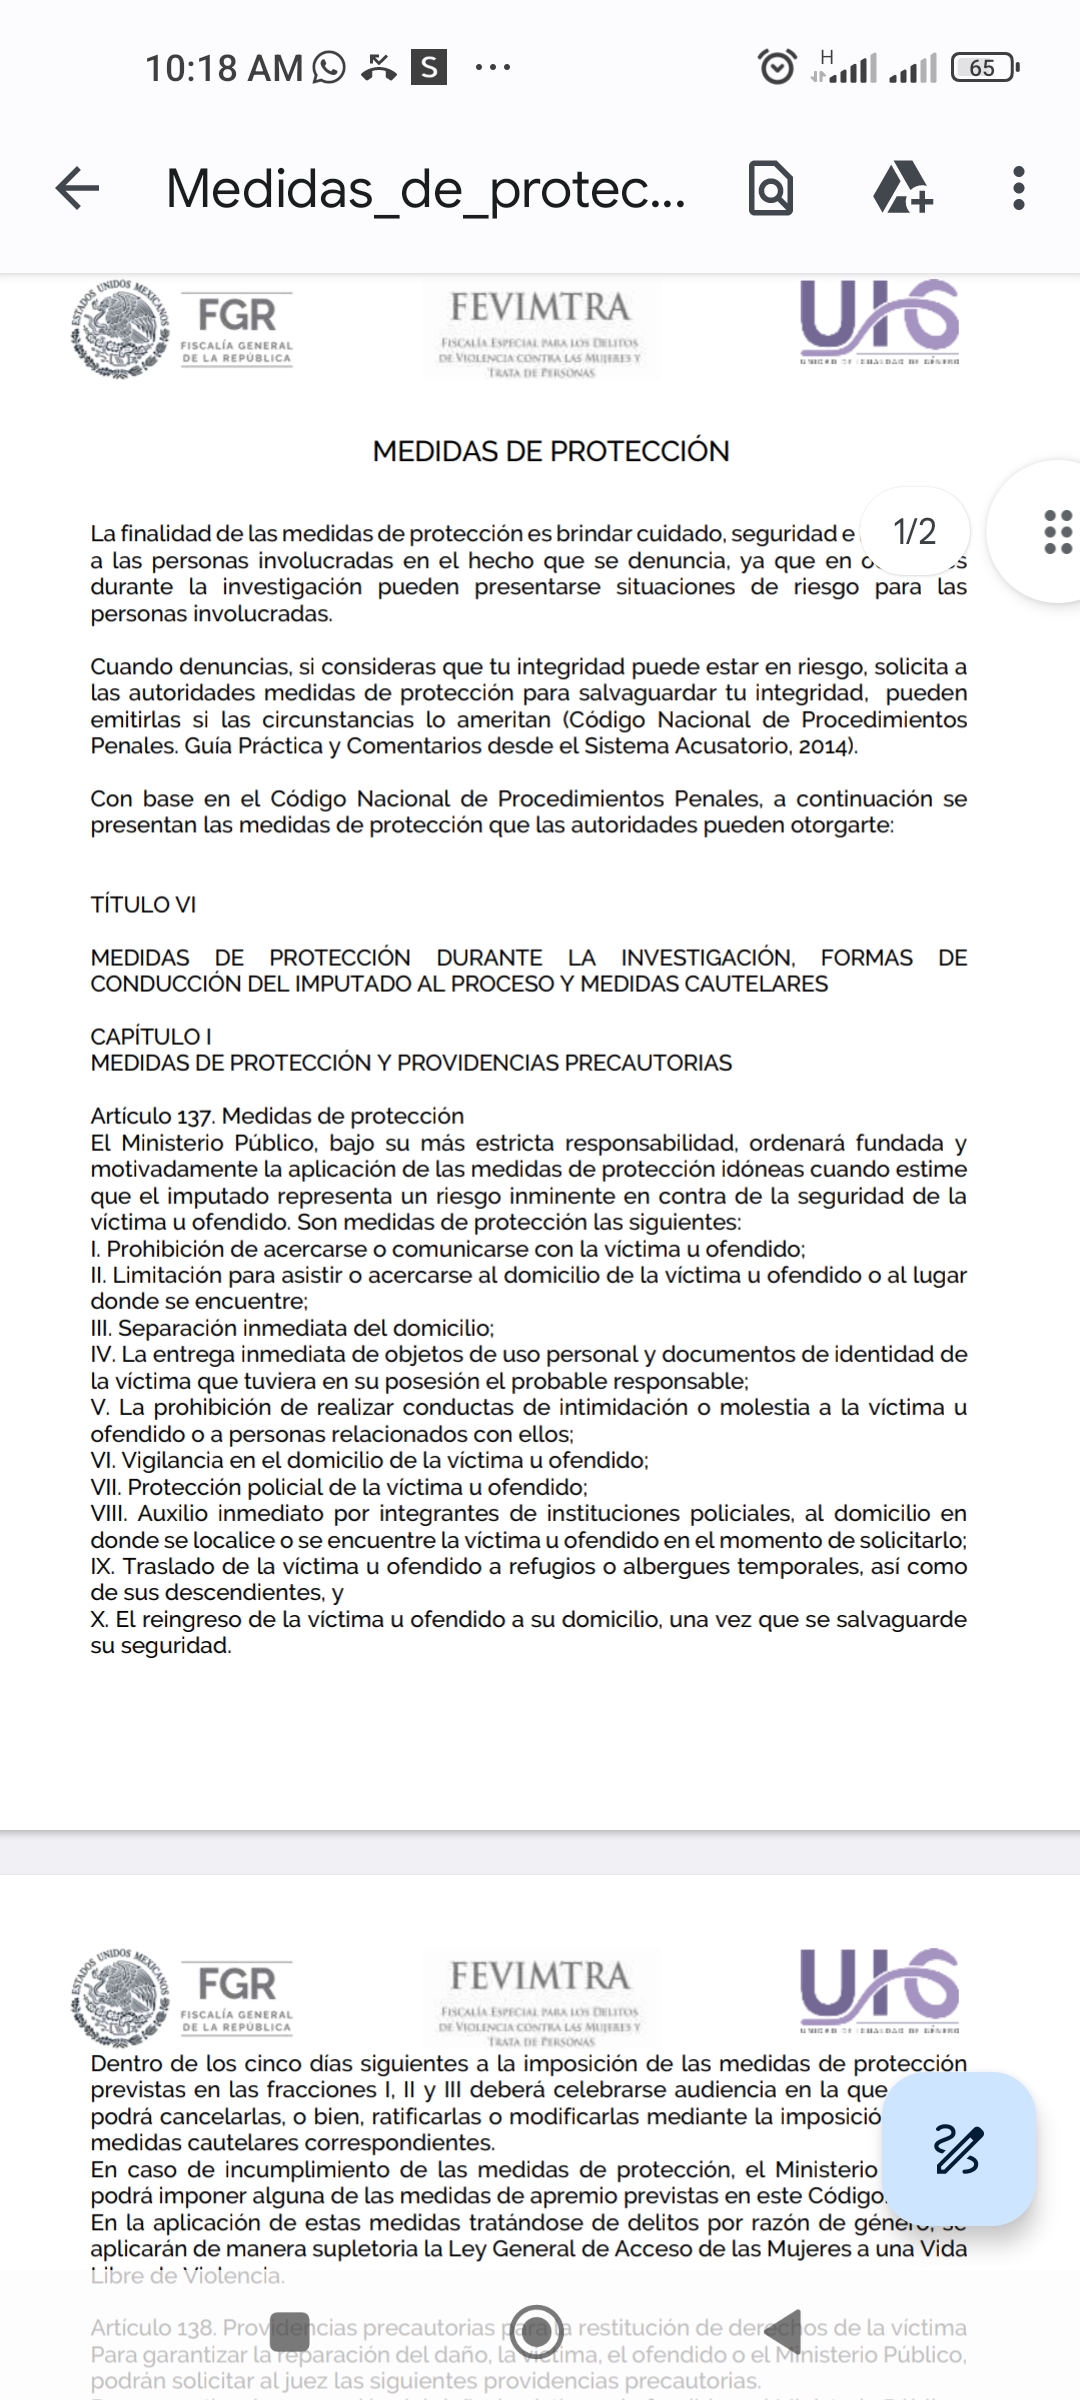 10:18 AM S ...
H 65
Medidas_de_protec...
ESTADOS UNIDOS MEXICANOS
FGR
FISCALÍA GENERAL
DE LA REPÚBLICA
FEVIMTRA
FISCALÍA ESPECIAL PARA LOS DELITOS
DE VIOLENCIA CONTRA LAS MUJERES Y
TRATA DE PERSONAS
UIG
UNIDAD DE IGUALDAD DE GÉNERO
MEDIDAS DE PROTECCIÓN
1/2
La finalidad de las medidas de protección es brindar cuidado, seguridad e
a las personas involucradas en el hecho que se denuncia, ya que en
durante la investigación pueden presentarse situaciones de riesgo para las
personas involucradas.
Cuando denuncias, si consideras que tu integridad puede estar en riesgo, solicita a
las autoridades medidas de protección para salvaguardar tu integridad, pueden
emitirlas si las circunstancias lo ameritan (Código Nacional de Procedimientos
Penales. Guía Práctica y Comentarios desde el Sistema Acusatorio, 2014).
Con base en el Código Nacional de Procedimientos Penales, a continuación se
presentan las medidas de protección que las autoridades pueden otorgarte:
TÍTULO VI
MEDIDAS DE PROTECCIÓN DURANTE LA INVESTIGACIÓN, FORMAS DE
CONDUCCIÓN DEL IMPUTADO AL PROCESO Y MEDIDAS CAUTELARES
CAPÍTULO I
MEDIDAS DE PROTECCIÓN Y PROVIDENCIAS PRECAUTORIAS
Artículo 137. Medidas de protección
El Ministerio Público, bajo su más estricta responsabilidad, ordenará fundada y
motivadamente la aplicación de las medidas de protección idóneas cuando estime
que el imputado representa un riesgo inminente en contra de la seguridad de la
víctima u ofendido. Son medidas de protección las siguientes:
I. Prohibición de acercarse o comunicarse con la víctima u ofendido;
II. Limitación para asistir o acercarse al domicilio de la víctima u ofendido o al lugar
donde se encuentre;
III. Separación inmediata del domicilio;
IV. La entrega inmediata de objetos de uso personal y documentos de identidad de
la víctima que tuviera en su posesión el probable responsable;
V. La prohibición de realizar conductas de intimidación o molestia a la víctima u
ofendido o a personas relacionados con ellos;
VI. Vigilancia en el domicilio de la víctima u ofendido;
VII. Protección policial de la víctima u ofendido;
VIII. Auxilio inmediato por integrantes de instituciones policiales, al domicilio en
donde se localice o se encuentre la víctima u ofendido en el momento de solicitarlo;
IX. Traslado de la víctima u ofendido a refugios o albergues temporales, así como
de sus descendientes, y
X. El reingreso de la víctima u ofendido a su domicilio, una vez que se salvaguarde
su seguridad.
ESTADOS UNIDOS MEXICANOS
FGR
FISCALÍA GENERAL
DE LA REPÚBLICA
FEVIMTRA
FISCALÍA ESPECIAL PARA LOS DELITOS
DE VIOLENCIA CONTRA LAS MUJERES Y
TRATA DE PERSONAS
UIG
UNIDAD DE IGUALDAD DE GÉNERO
Dentro de los cinco días siguientes a la imposición de las medidas de protección
previstas en las fracciones I, II y III deberá celebrarse audiencia en la que
podrá cancelarlas, o bien, ratificarlas o modificarlas mediante la imposició
medidas cautelares correspondientes.
En caso de incumplimiento de las medidas de protección, el Ministerio
podrá imponer alguna de las medidas de apremio previstas en este Código.
En la aplicación de estas medidas tratándose de delitos por razón de género, se
aplicarán de manera supletoria la Ley General de Acceso de las Mujeres a una Vida
Libre de Violencia.
Artículo 138. Providencias precautorias para la restitución de derechos de la víctima
Para garantizar la reparación del daño, la víctima, el ofendido o el Ministerio Público,
podrán solicitar al juez las siguientes providencias precautorias.